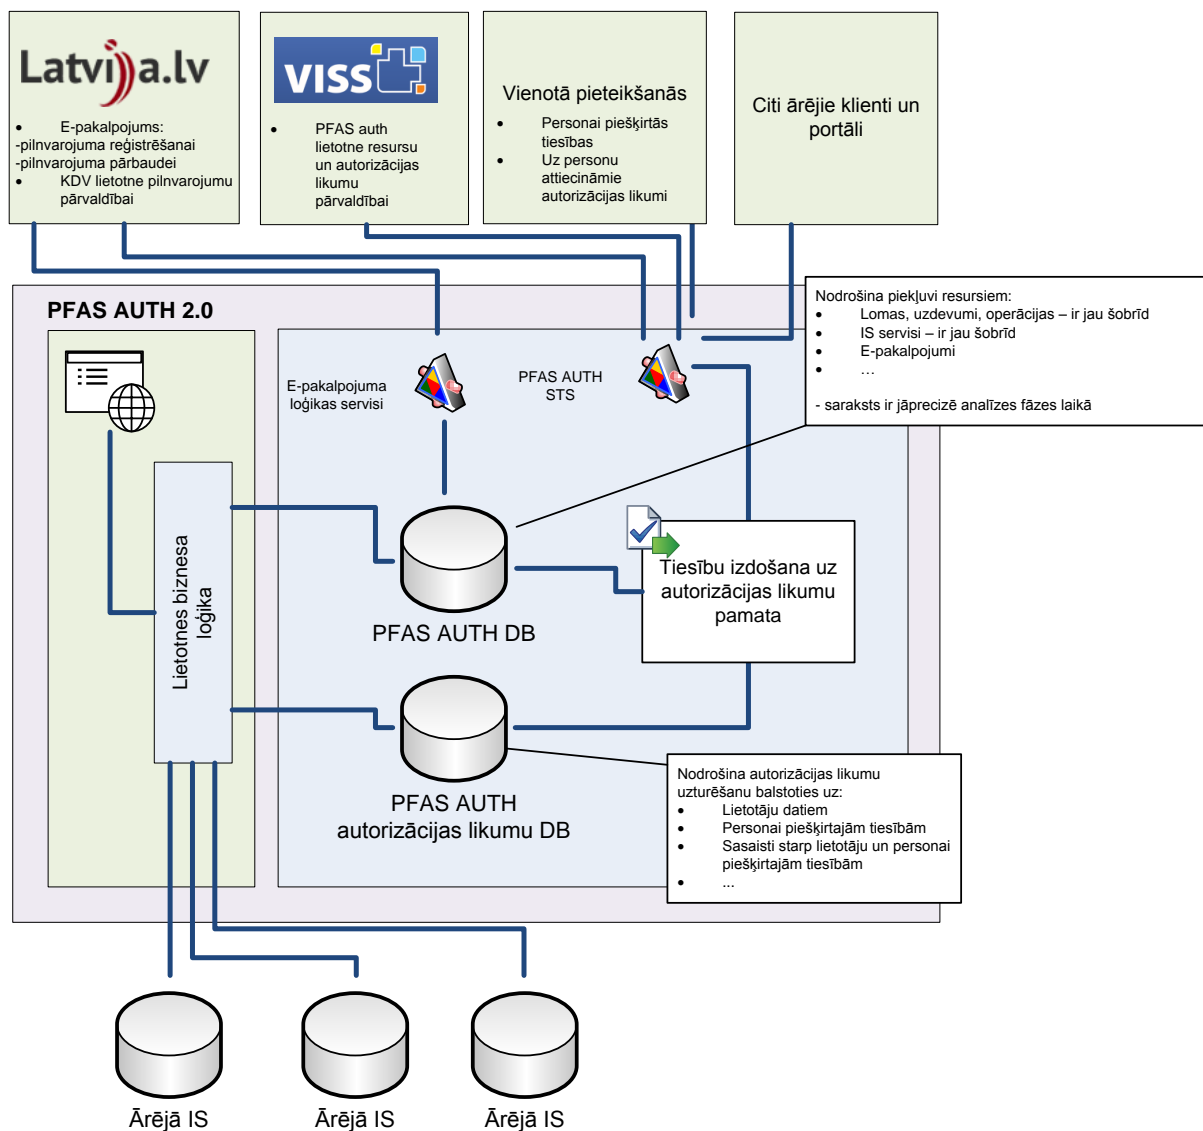 Latvija.lv
• E-pakalpojums:
-pilnvarojuma reģistrēšanai
-pilnvarojuma pārbaudei
• KDV lietotne pilnvarojumu
pārvaldībai
VISS
• PFAS auth
lietotne resursu
un autorizācijas
likumu
pārvaldībai
Vienotā pieteikšanās
• Personai piešķirtās
tiesības
• Uz personu
attiecināmie
autorizācijas likumi
Citi ārējie klienti un
portāli
PFAS AUTH 2.0
Nodrošina piekļuvi resursiem:
• Lomas, uzdevumi, operācijas – ir jau šobrīd
• IS servisi – ir jau šobrīd
• E-pakalpojumi
• ...
- saraksts ir jāprecizē analīzes fāzes laikā
E-pakalpojuma
loģikas servisi
PFAS AUTH
STS
Lietotnes biznesa
loģika
PFAS AUTH DB
Tiesību izdošana uz
autorizācijas likumu
pamata
PFAS AUTH
autorizācijas likumu DB
Nodrošina autorizācijas likumu
uzturēšanu balstoties uz:
• Lietotāju datiem
• Personai piešķirtajām tiesībām
• Sasaisti starp lietotāju un personai
piešķirtajām tiesībām
• ...
Ārējā IS
Ārējā IS
Ārējā IS